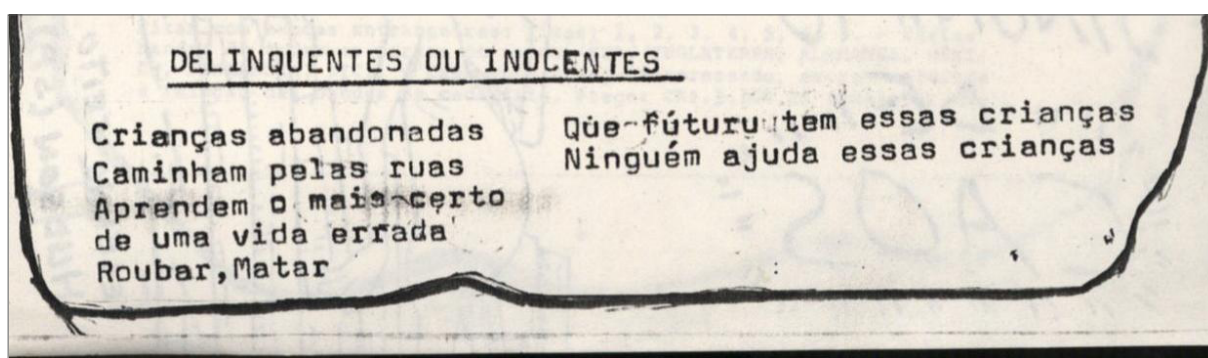 DELINQUENTES OU INOCENTES
Crianças abandonadas
Caminham pelas ruas
Aprendem o mais certo
de uma vida errada
Roubar,Matar
Que futuru tem essas crianças
Ninguém ajuda essas crianças